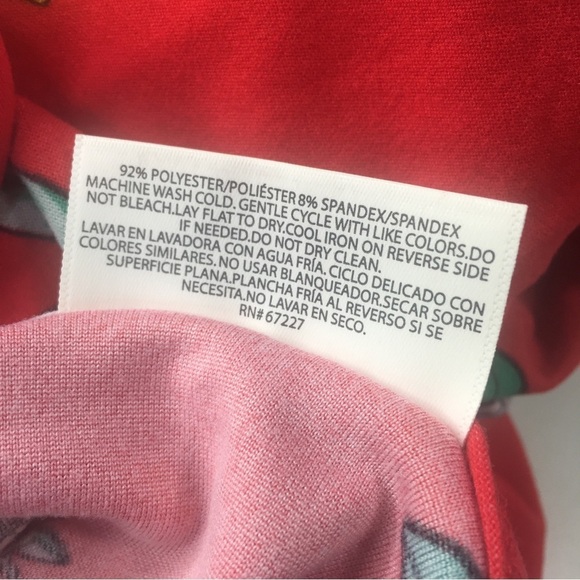 92% POLYESTER/POLIÉSTER 8% SPANDEX/SPANDEX
MACHINE WASH COLD. GENTLE CYCLE WITH LIKE COLORS.DO
NOT BLEACH.LAY FLAT TO DRY.COOL IRON ON REVERSE SIDE
IF NEEDED.DO NOT DRY CLEAN.
LAVAR EN LAVADORA CON AGUA FRÍA. CICLO DELICADO CON
COLORES SIMILARES. NO USAR BLANQUEADOR.SECAR SOBRE
SUPERFICIE PLANA.PLANCHA FRÍA AL REVERSO SI SE
NECESITA.NO LAVAR EN SECO.
RN# 67227